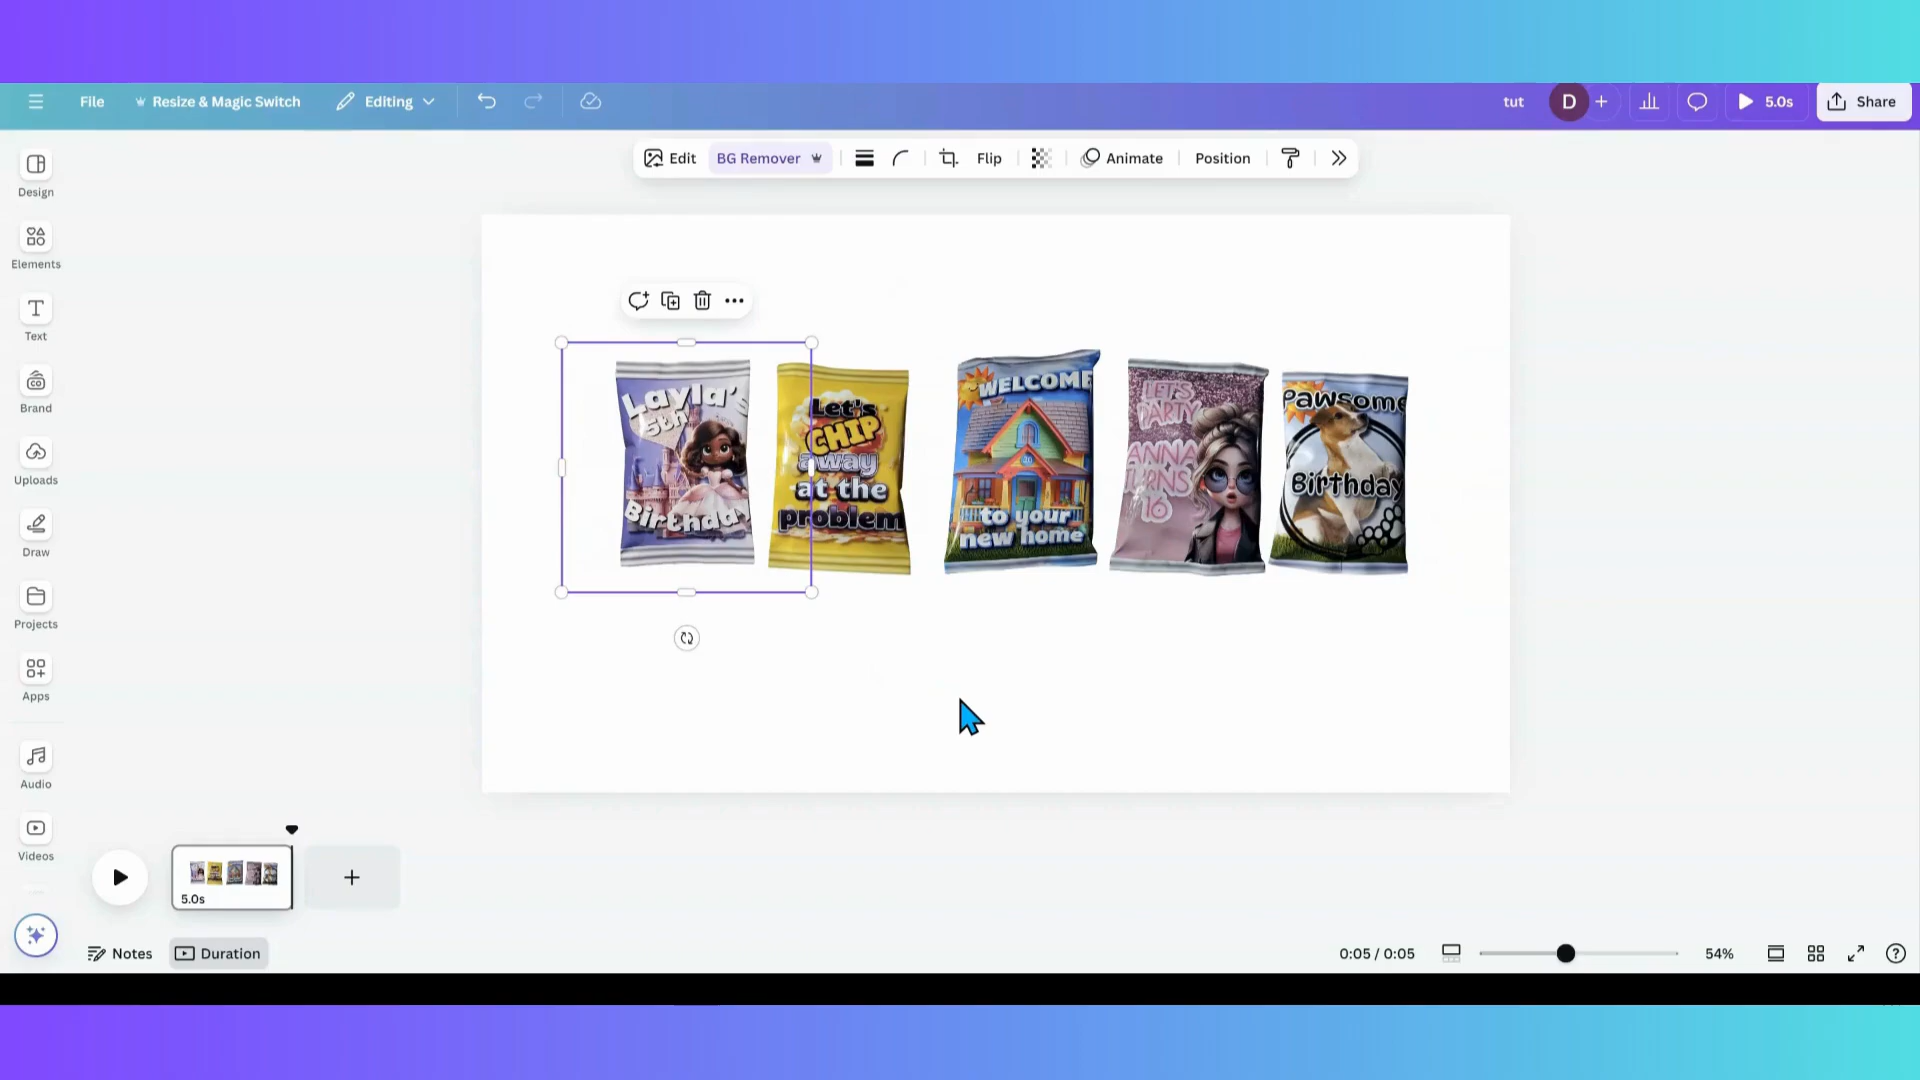 File
Resize & Magic Switch
Editing
tut
D
5.0s
Share
Edit
BG Remover
Flip
Animate
Position
Design
Elements
Text
Brand
Uploads
Draw
Projects
Apps
Audio
Videos
Layla's
5th
Birthday
Let's
CHIP
away
at the
problem
WELCOME
to your
new home
LET'S
PARTY
ANNA
TURNS
16
Pawsome
Birthday
5.0s
Notes
Duration
0:05 / 0:05
54%